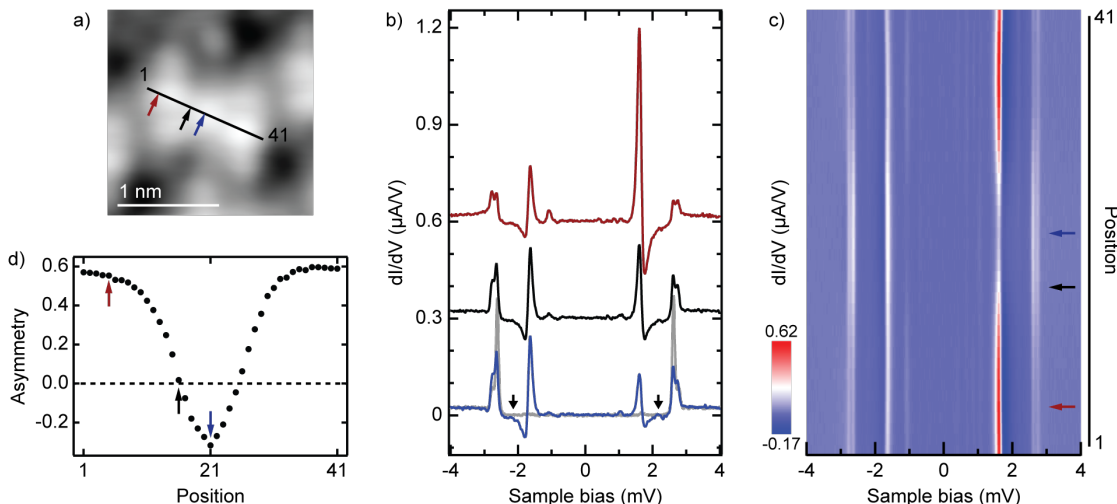 a)
1
41
1 nm
b)
dI/dV (µA/V)
1.2
0.9
0.6
0.3
0
-4
-2
0
2
4
Sample bias (mV)
c)
dI/dV (µA/V)
0.62
-0.17
41
Position
1
-4
-2
0
2
4
Sample bias (mV)
d)
Asymmetry
0.6
0.4
0.2
0.0
-0.2
1
21
41
Position